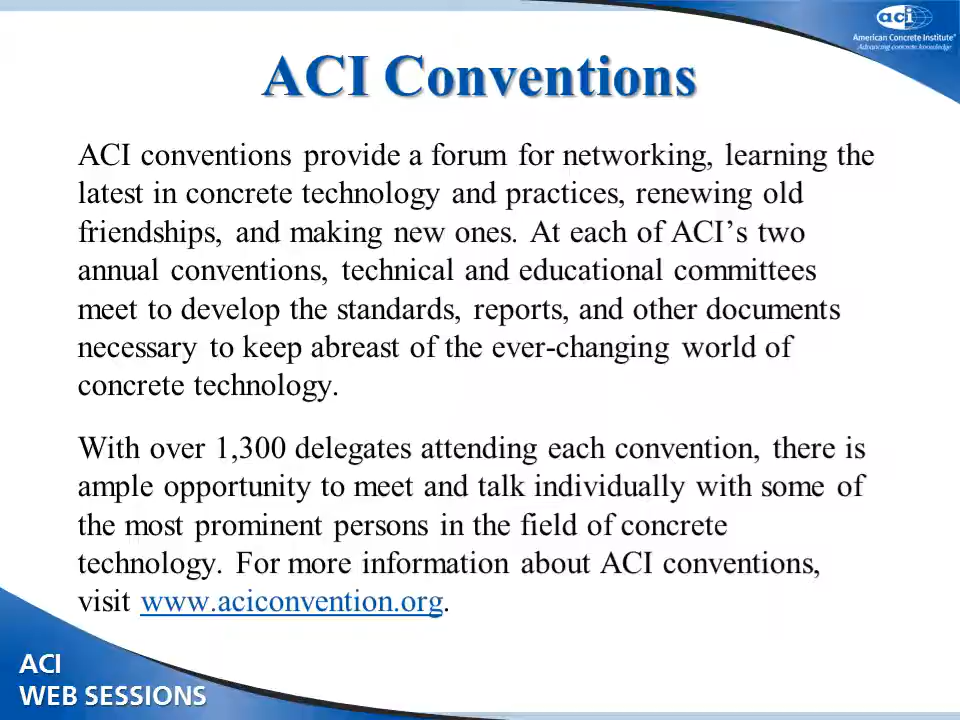 aci
American Concrete Institute®
Advancing concrete knowledge
ACI Conventions
ACI conventions provide a forum for networking, learning the
latest in concrete technology and practices, renewing old
friendships, and making new ones. At each of ACI’s two
annual conventions, technical and educational committees
meet to develop the standards, reports, and other documents
necessary to keep abreast of the ever-changing world of
concrete technology.
With over 1,300 delegates attending each convention, there is
ample opportunity to meet and talk individually with some of
the most prominent persons in the field of concrete
technology. For more information about ACI conventions,
visit www.aciconvention.org.
ACI
WEB SESSIONS